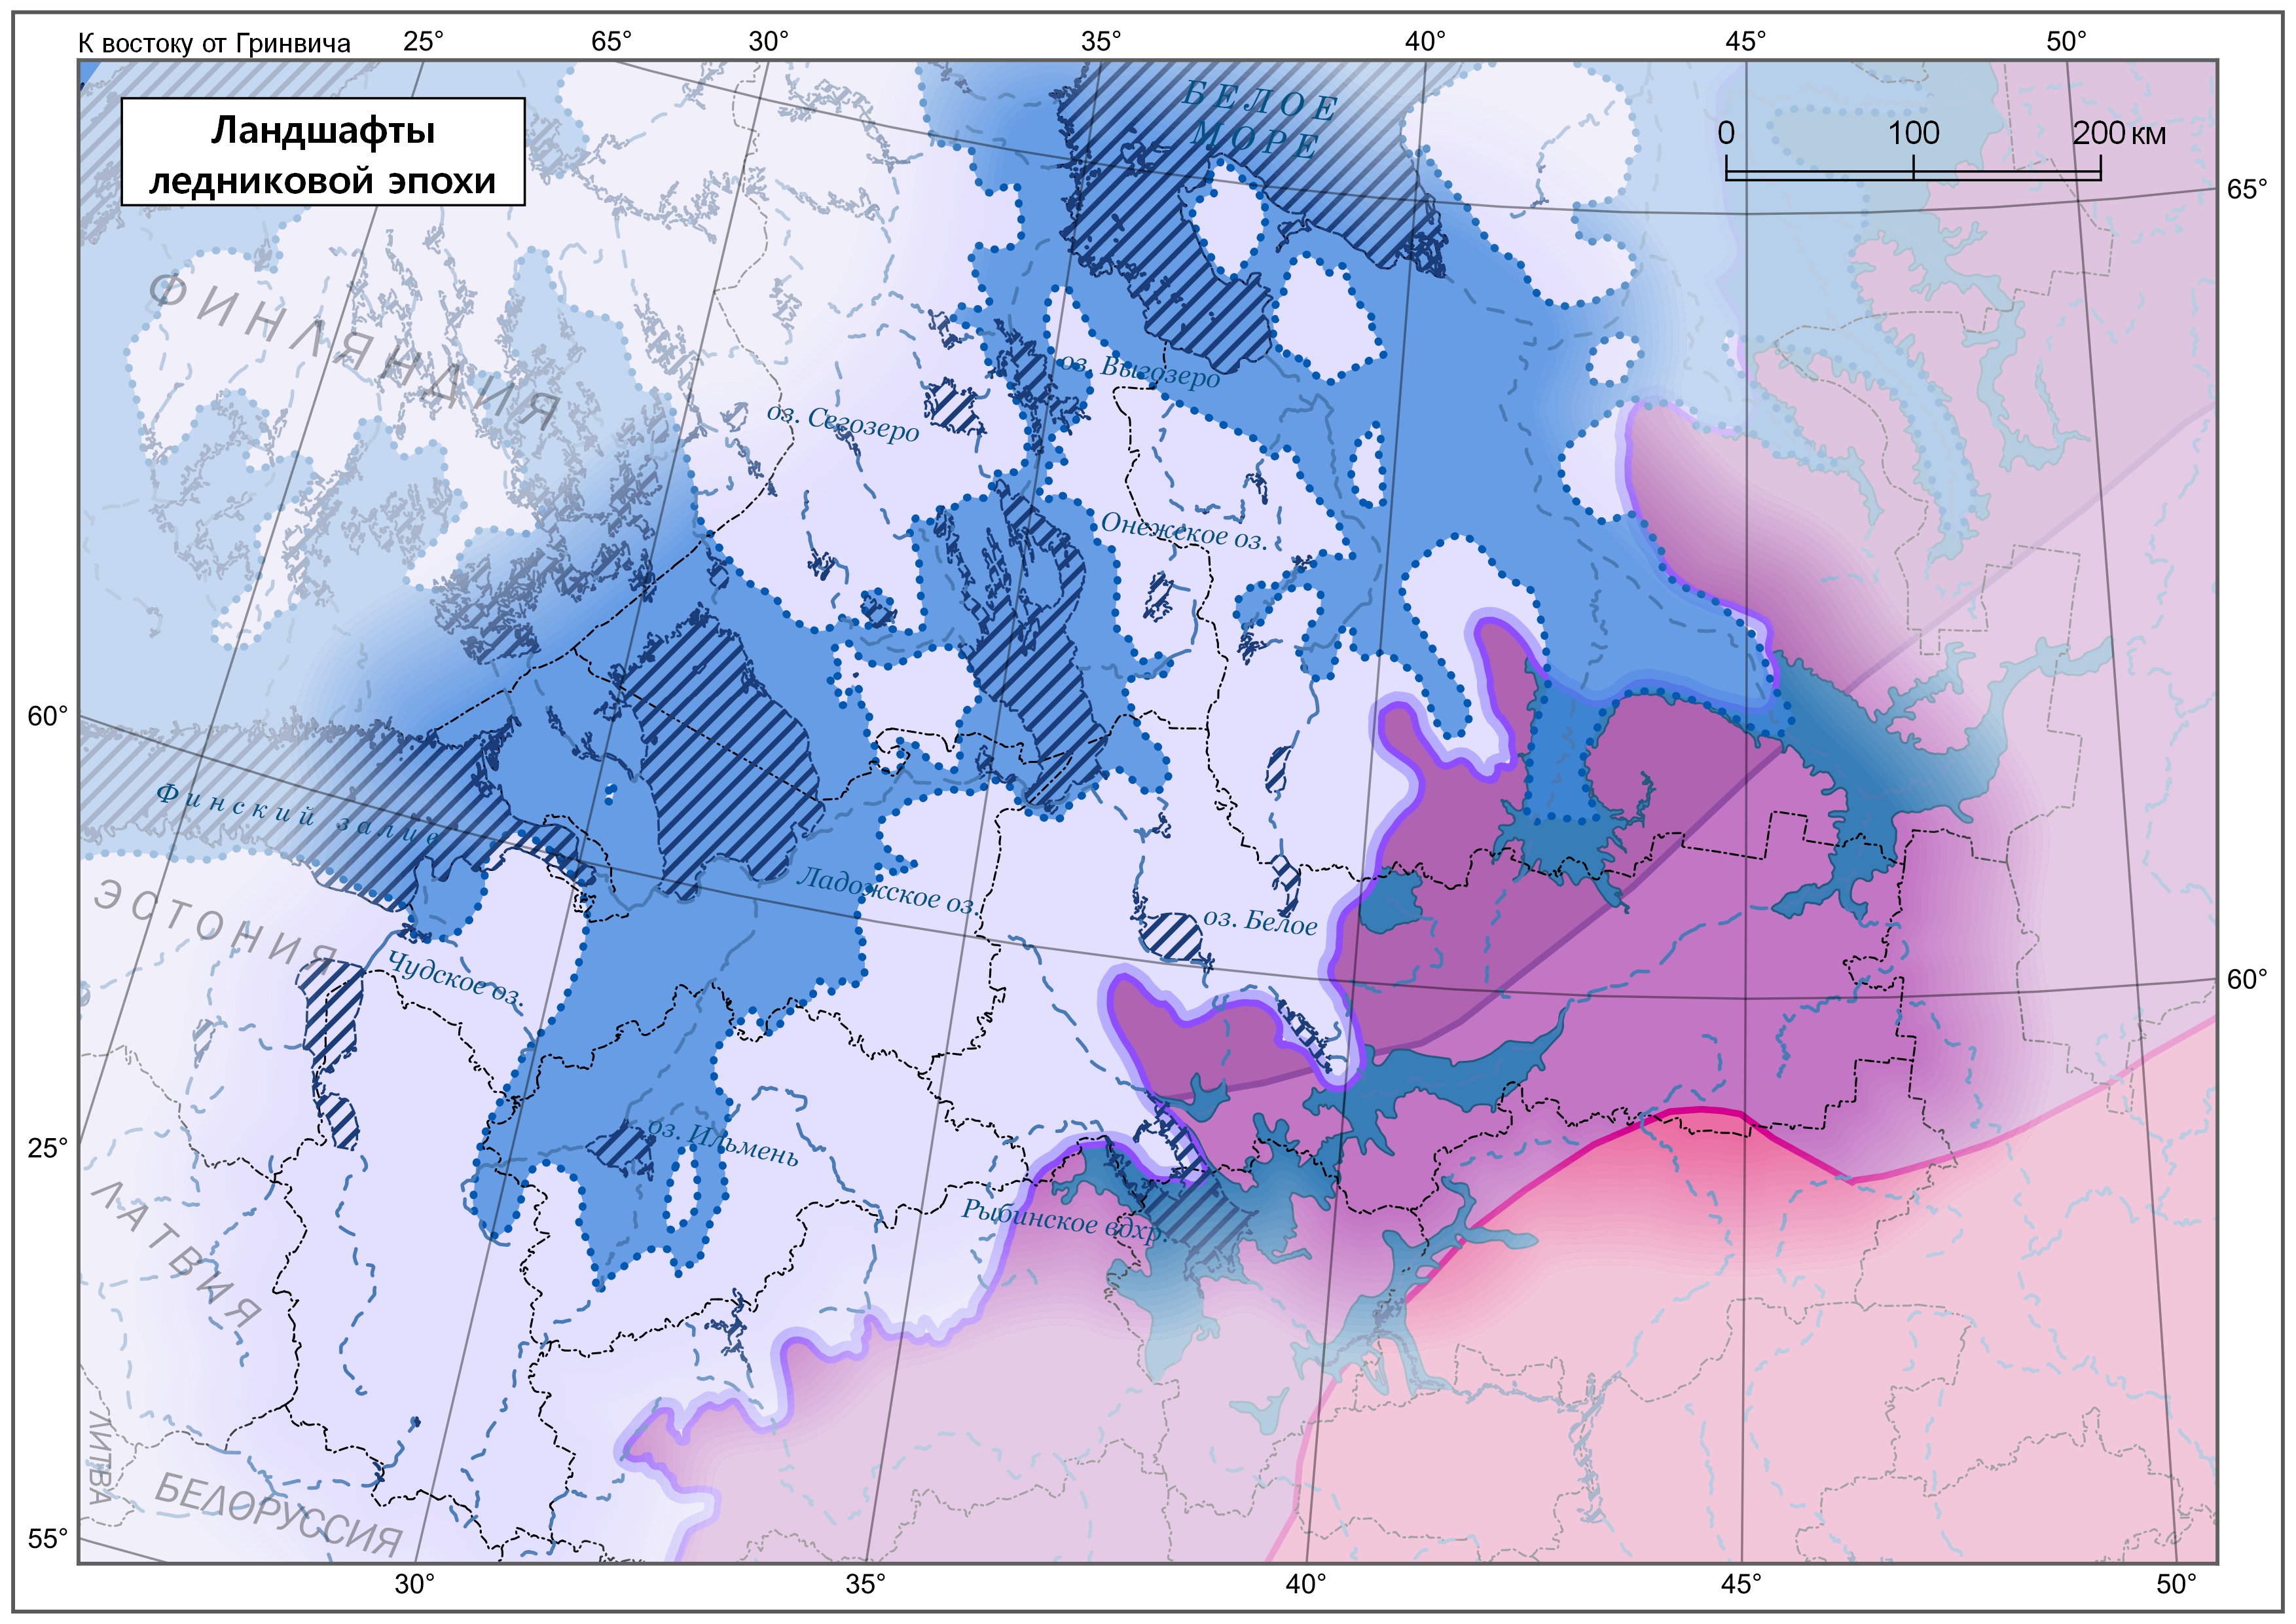 К востоку от Гринвича 25° 65° 30° 35° 40° 45° 50°
Ландшафты
ледниковой эпохи
БЕЛОЕ
МОРЕ
0 100 200 км
65°
ФИНЛЯНДИЯ
оз. Выгозеро
оз. Сегозеро
Онежское оз.
60°
Финский залив
ЭСТОНИЯ
Ладожское оз.
оз. Белое
Чудское оз.
60°
25°
оз. Ильмень
ЛАТВИЯ
Рыбинское вдхр.
ЛИТВА
БЕЛОРУССИЯ
55°
30° 35° 40° 45° 50°